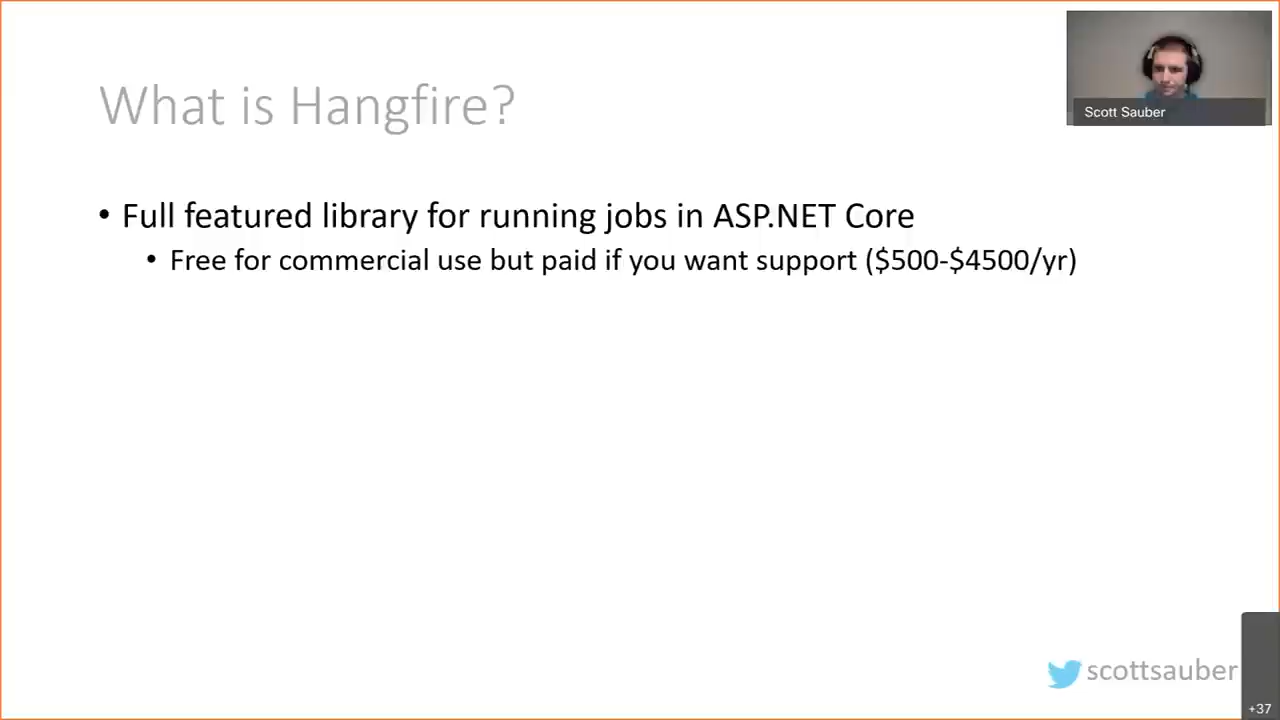 What is Hangfire?
Scott Sauber
• Full featured library for running jobs in ASP.NET Core
• Free for commercial use but paid if you want support ($500-$4500/yr)
scottsauber
+37